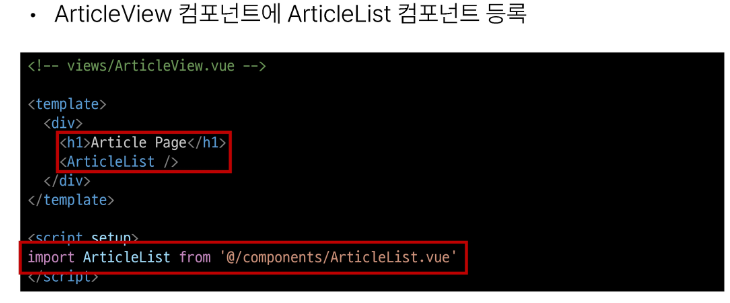 • ArticleView 컴포넌트에 ArticleList 컴포넌트 등록
<!-- views/ArticleView.vue -->
<template>
  <div>
    <h1>Article Page</h1>
    <ArticleList />
  </div>
</template>
<script setup>
import ArticleList from '@/components/ArticleList.vue'
</script>